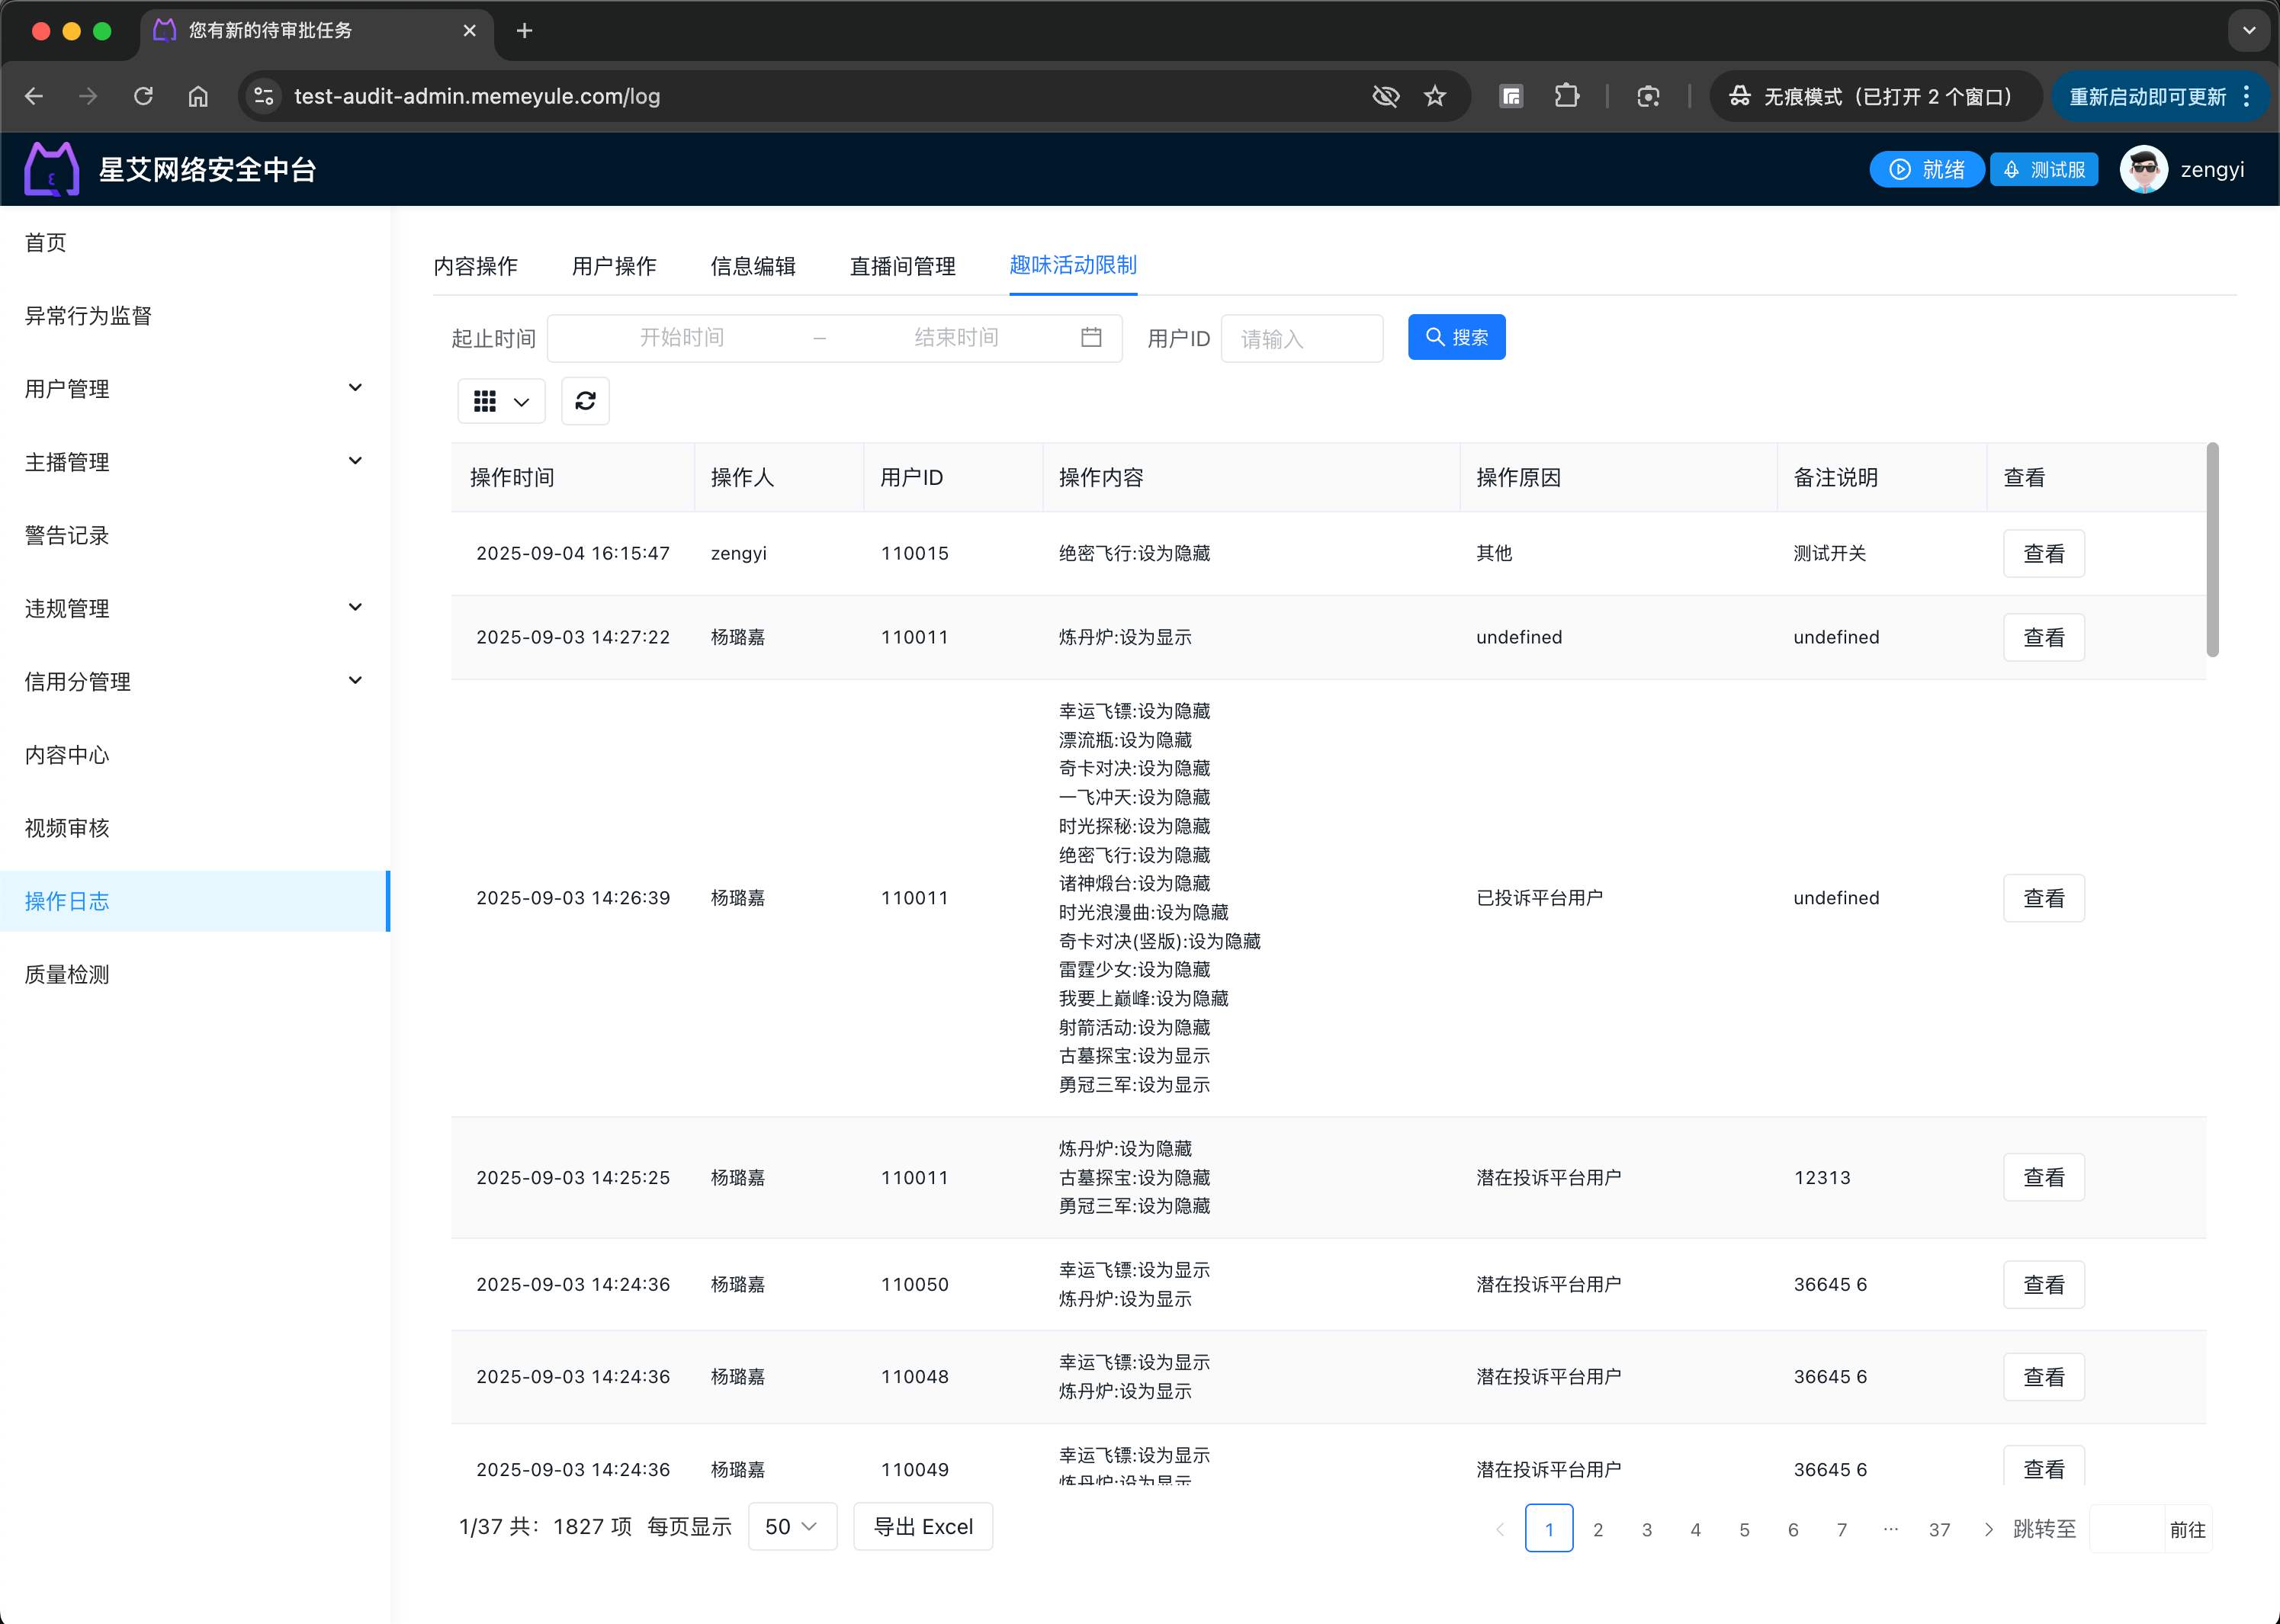 您有新的待审批任务
test-audit-admin.memeyule.com/log
无痕模式（已打开 2 个窗口）
重新启动即可更新
星艾网络安全中台
就绪
测试服
zengyi
首页
异常行为监督
用户管理
主播管理
警告记录
违规管理
信用分管理
内容中心
视频审核
操作日志
质量检测
内容操作 用户操作 信息编辑 直播间管理 趣味活动限制
起止时间 开始时间 – 结束时间 用户ID 请输入 搜索
操作时间 操作人 用户ID 操作内容 操作原因 备注说明 查看
2025-09-04 16:15:47 zengyi 110015 绝密飞行:设为隐藏 其他 测试开关 查看
2025-09-03 14:27:22 杨璐嘉 110011 炼丹炉:设为显示 undefined undefined 查看
幸运飞镖:设为隐藏
漂流瓶:设为隐藏
奇卡对决:设为隐藏
一飞冲天:设为隐藏
时光探秘:设为隐藏
绝密飞行:设为隐藏
诸神煅台:设为隐藏
2025-09-03 14:26:39 杨璐嘉 110011 已投诉平台用户 undefined 查看
时光浪漫曲:设为隐藏
奇卡对决(竖版):设为隐藏
雷霆少女:设为隐藏
我要上巅峰:设为隐藏
射箭活动:设为隐藏
古墓探宝:设为显示
勇冠三军:设为显示
炼丹炉:设为隐藏
2025-09-03 14:25:25 杨璐嘉 110011 古墓探宝:设为隐藏 潜在投诉平台用户 12313 查看
勇冠三军:设为隐藏
幸运飞镖:设为显示
2025-09-03 14:24:36 杨璐嘉 110050 潜在投诉平台用户 36645 6 查看
炼丹炉:设为显示
幸运飞镖:设为显示
2025-09-03 14:24:36 杨璐嘉 110048 潜在投诉平台用户 36645 6 查看
炼丹炉:设为显示
幸运飞镖:设为显示
2025-09-03 14:24:36 杨璐嘉 110049 潜在投诉平台用户 36645 6 查看
炼丹炉:设为显示
1/37 共: 1827 项 每页显示 50 导出 Excel 1 2 3 4 5 6 7 ··· 37 跳转至 前往